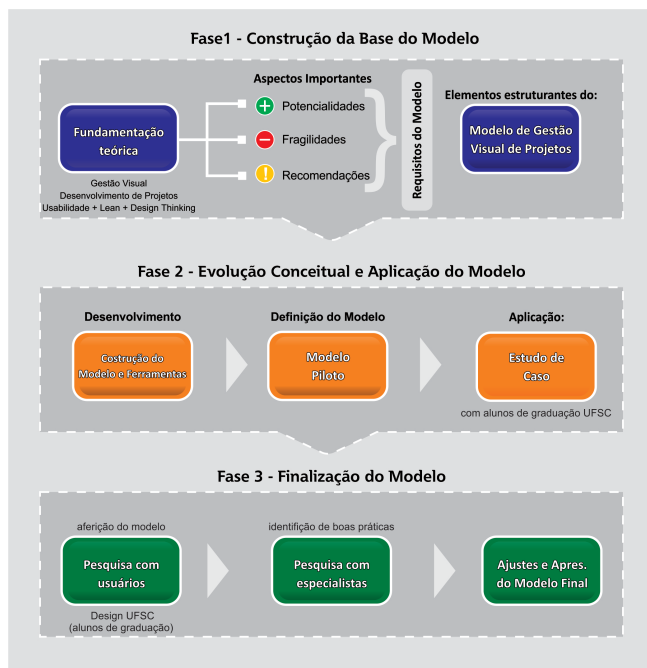 Fase1 - Construção da Base do Modelo
Aspectos Importantes
Fundamentação
teórica
Gestão Visual
Desenvolvimento de Projetos
Usabilidade + Lean + Design Thinking
Potencialidades
Fragilidades
Recomendações
Requisitos do Modelo
Elementos estruturantes do:
Modelo de Gestão
Visual de Projetos
Fase 2 - Evolução Conceitual e Aplicação do Modelo
Desenvolvimento
Costrução do
Modelo e Ferramentas
Definição do Modelo
Modelo
Piloto
Aplicação:
Estudo de
Caso
com alunos de graduação UFSC
Fase 3 - Finalização do Modelo
aferição do modelo
Pesquisa com
usuários
Design UFSC
(alunos de graduação)
identifição de boas práticas
Pesquisa com
especialistas
Ajustes e Apres.
do Modelo Final